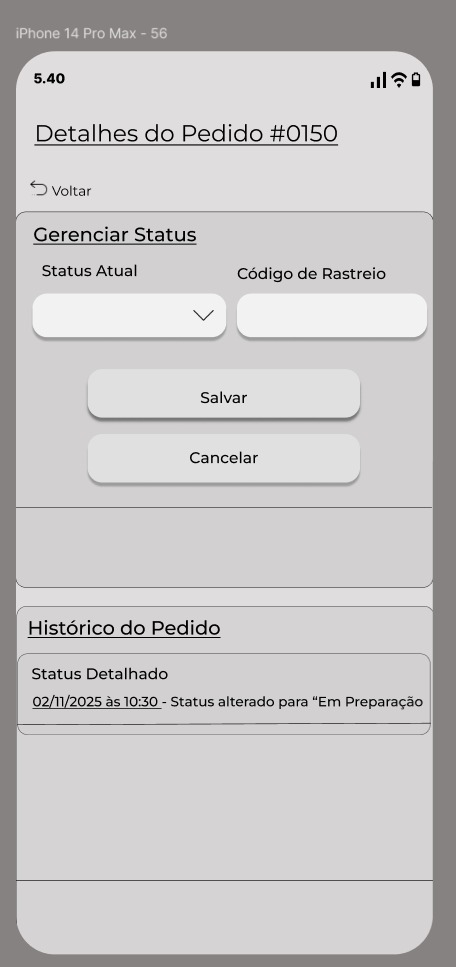 iPhone 14 Pro Max - 56
5.40
Detalhes do Pedido #0150
Voltar
Gerenciar Status
Status Atual
Código de Rastreio
Salvar
Cancelar
Histórico do Pedido
Status Detalhado
02/11/2025 às 10:30 - Status alterado para “Em Preparação